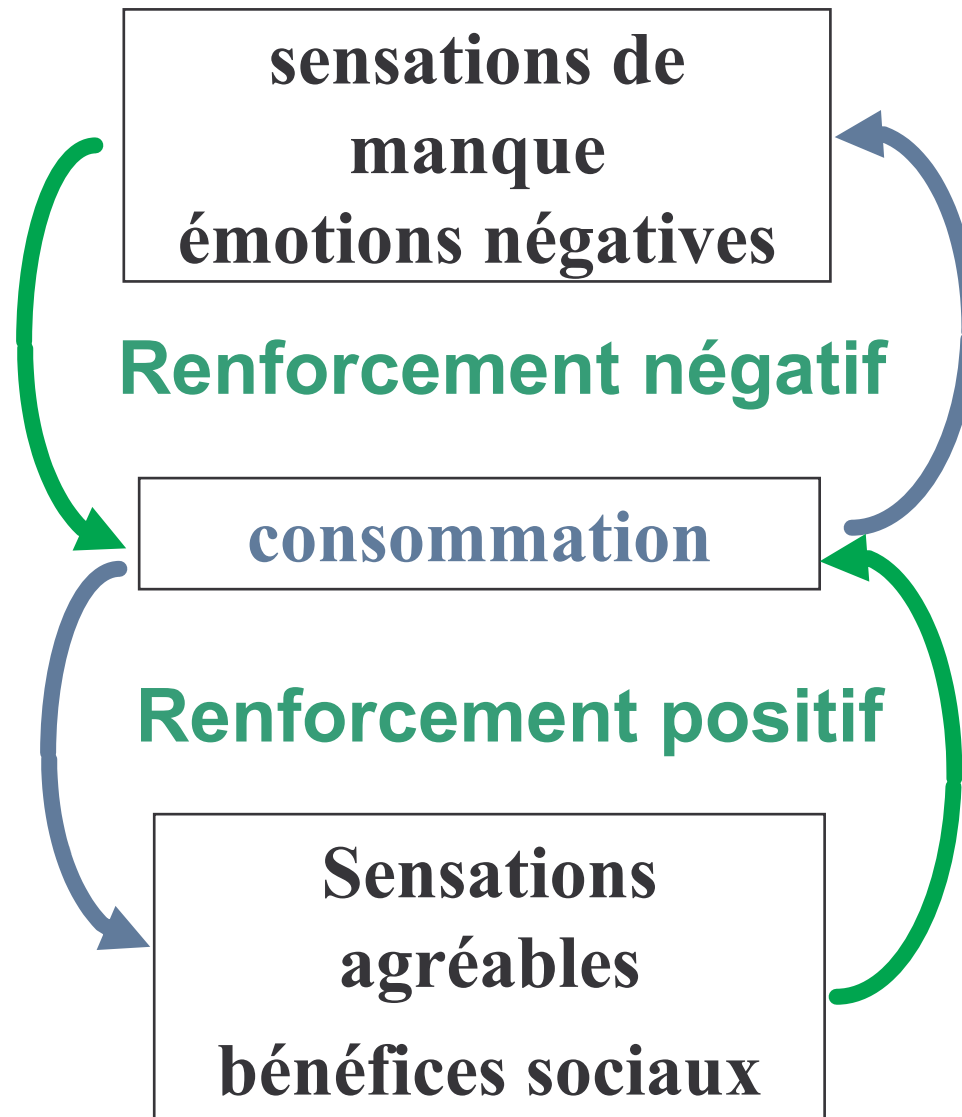 sensations de
manque
émotions négatives
Renforcement négatif
consommation
Renforcement positif
Sensations
agréables
bénéfices sociaux